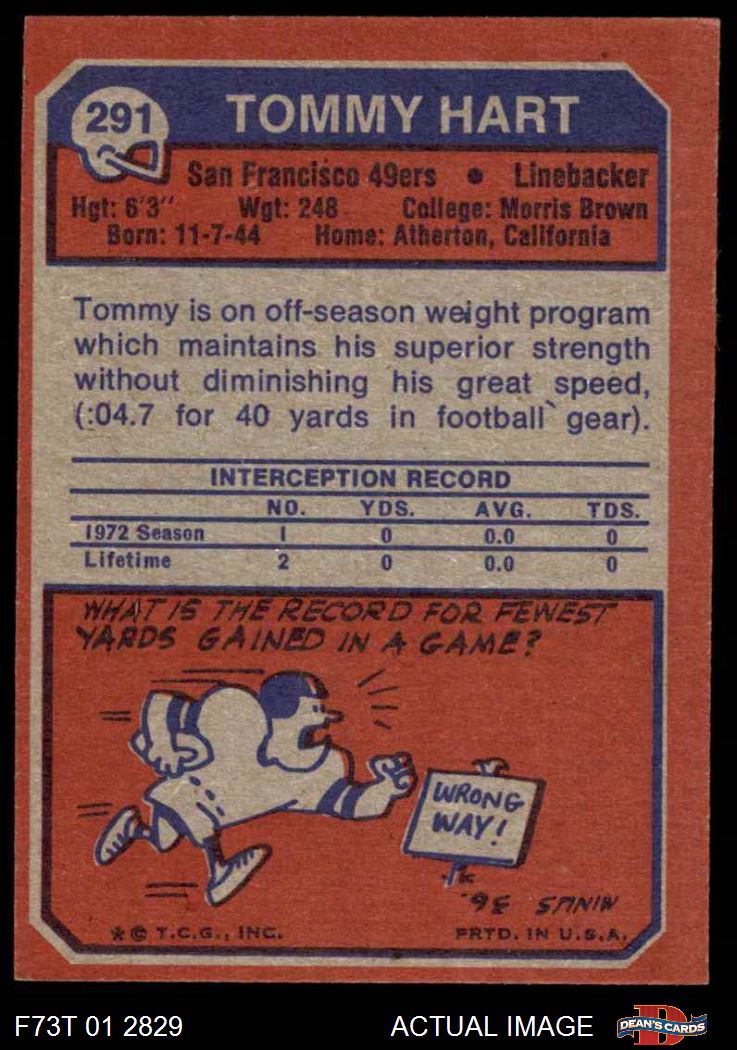 291
TOMMY HART
San Francisco 49ers • Linebacker
Hgt: 6'3" Wgt: 248 College: Morris Brown
Born: 11-7-44 Home: Atherton, California
Tommy is on off-season weight program
which maintains his superior strength
without diminishing his great speed,
(:04.7 for 40 yards in football gear).
INTERCEPTION RECORD
NO. YDS. AVG. TDS.
1972 Season 1 0 0.0 0
Lifetime 2 0 0.0 0
WHAT IS THE RECORD FOR FEWEST
YARDS GAINED IN A GAME?
WRONG
WAY!
MINUS 36.
* © T.C.G., INC. PRTD. IN U.S.A.
F73T 01 2829 ACTUAL IMAGE D
DEAN'S CARDS